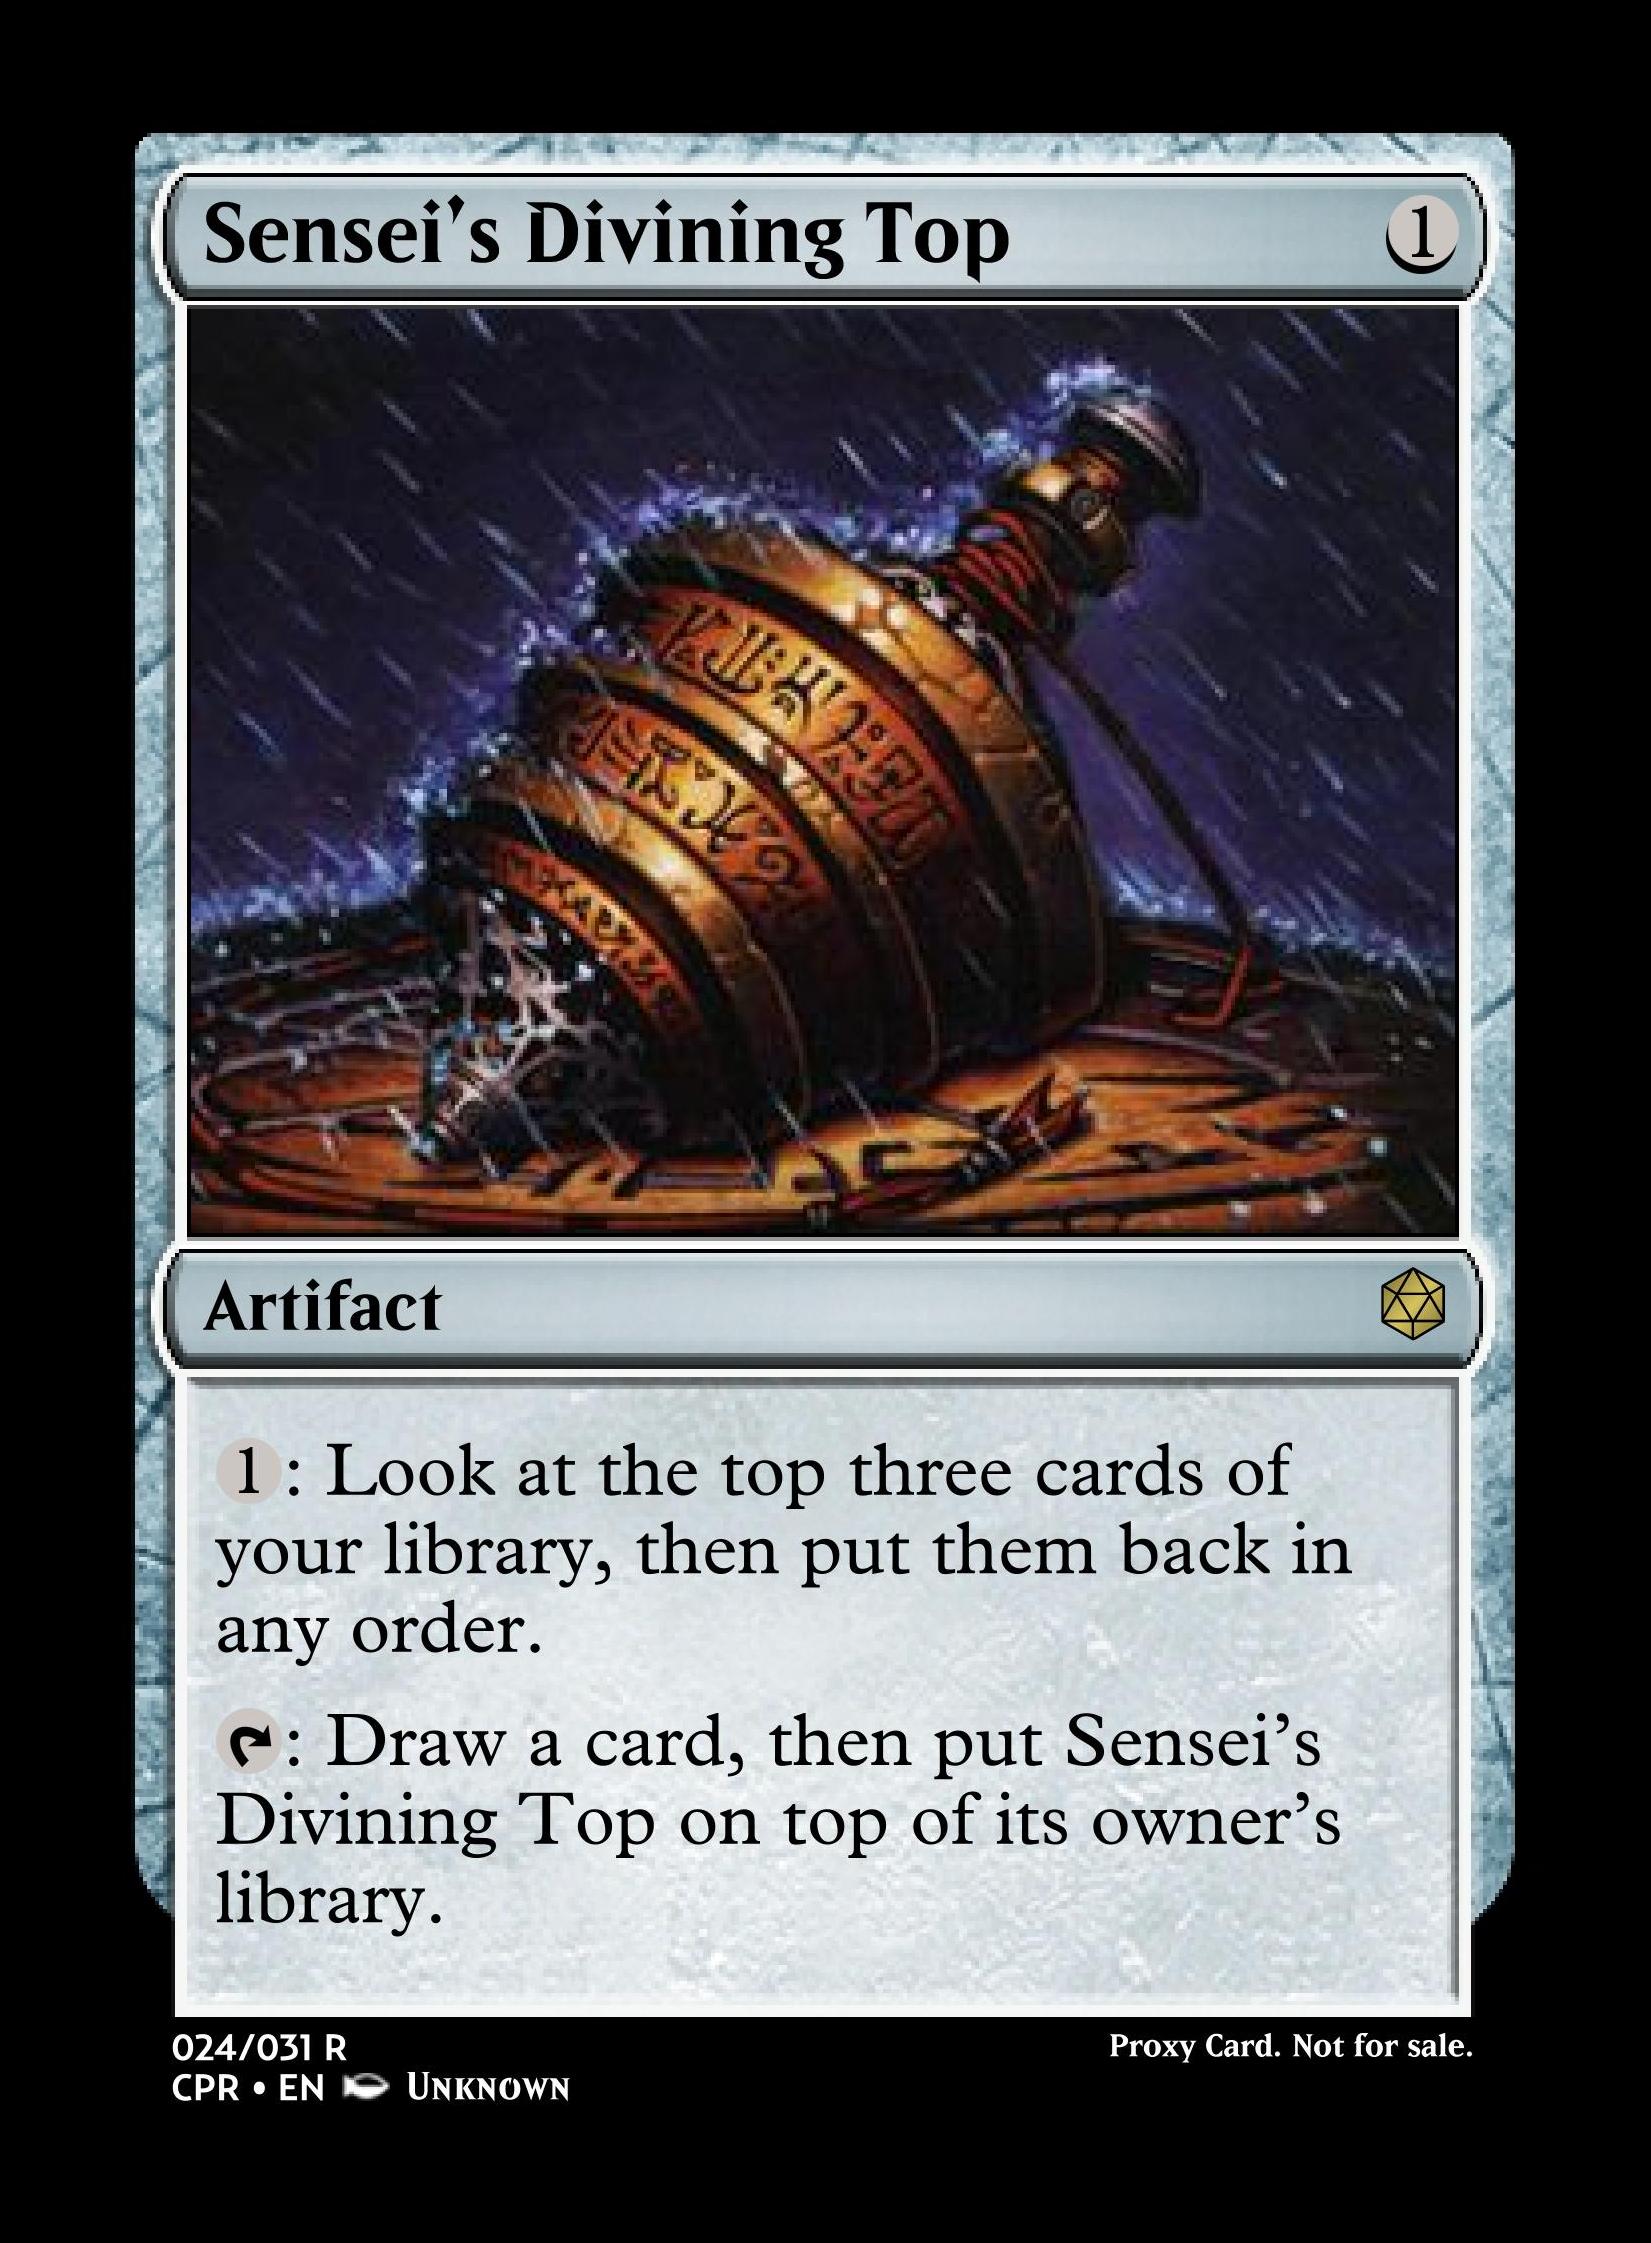 Sensei's Divining Top 1
Artifact
1: Look at the top three cards of
your library, then put them back in
any order.
: Draw a card, then put Sensei's
Divining Top on top of its owner's
library.
024/031 R
Proxy Card. Not for sale.
CPR • EN Unknown